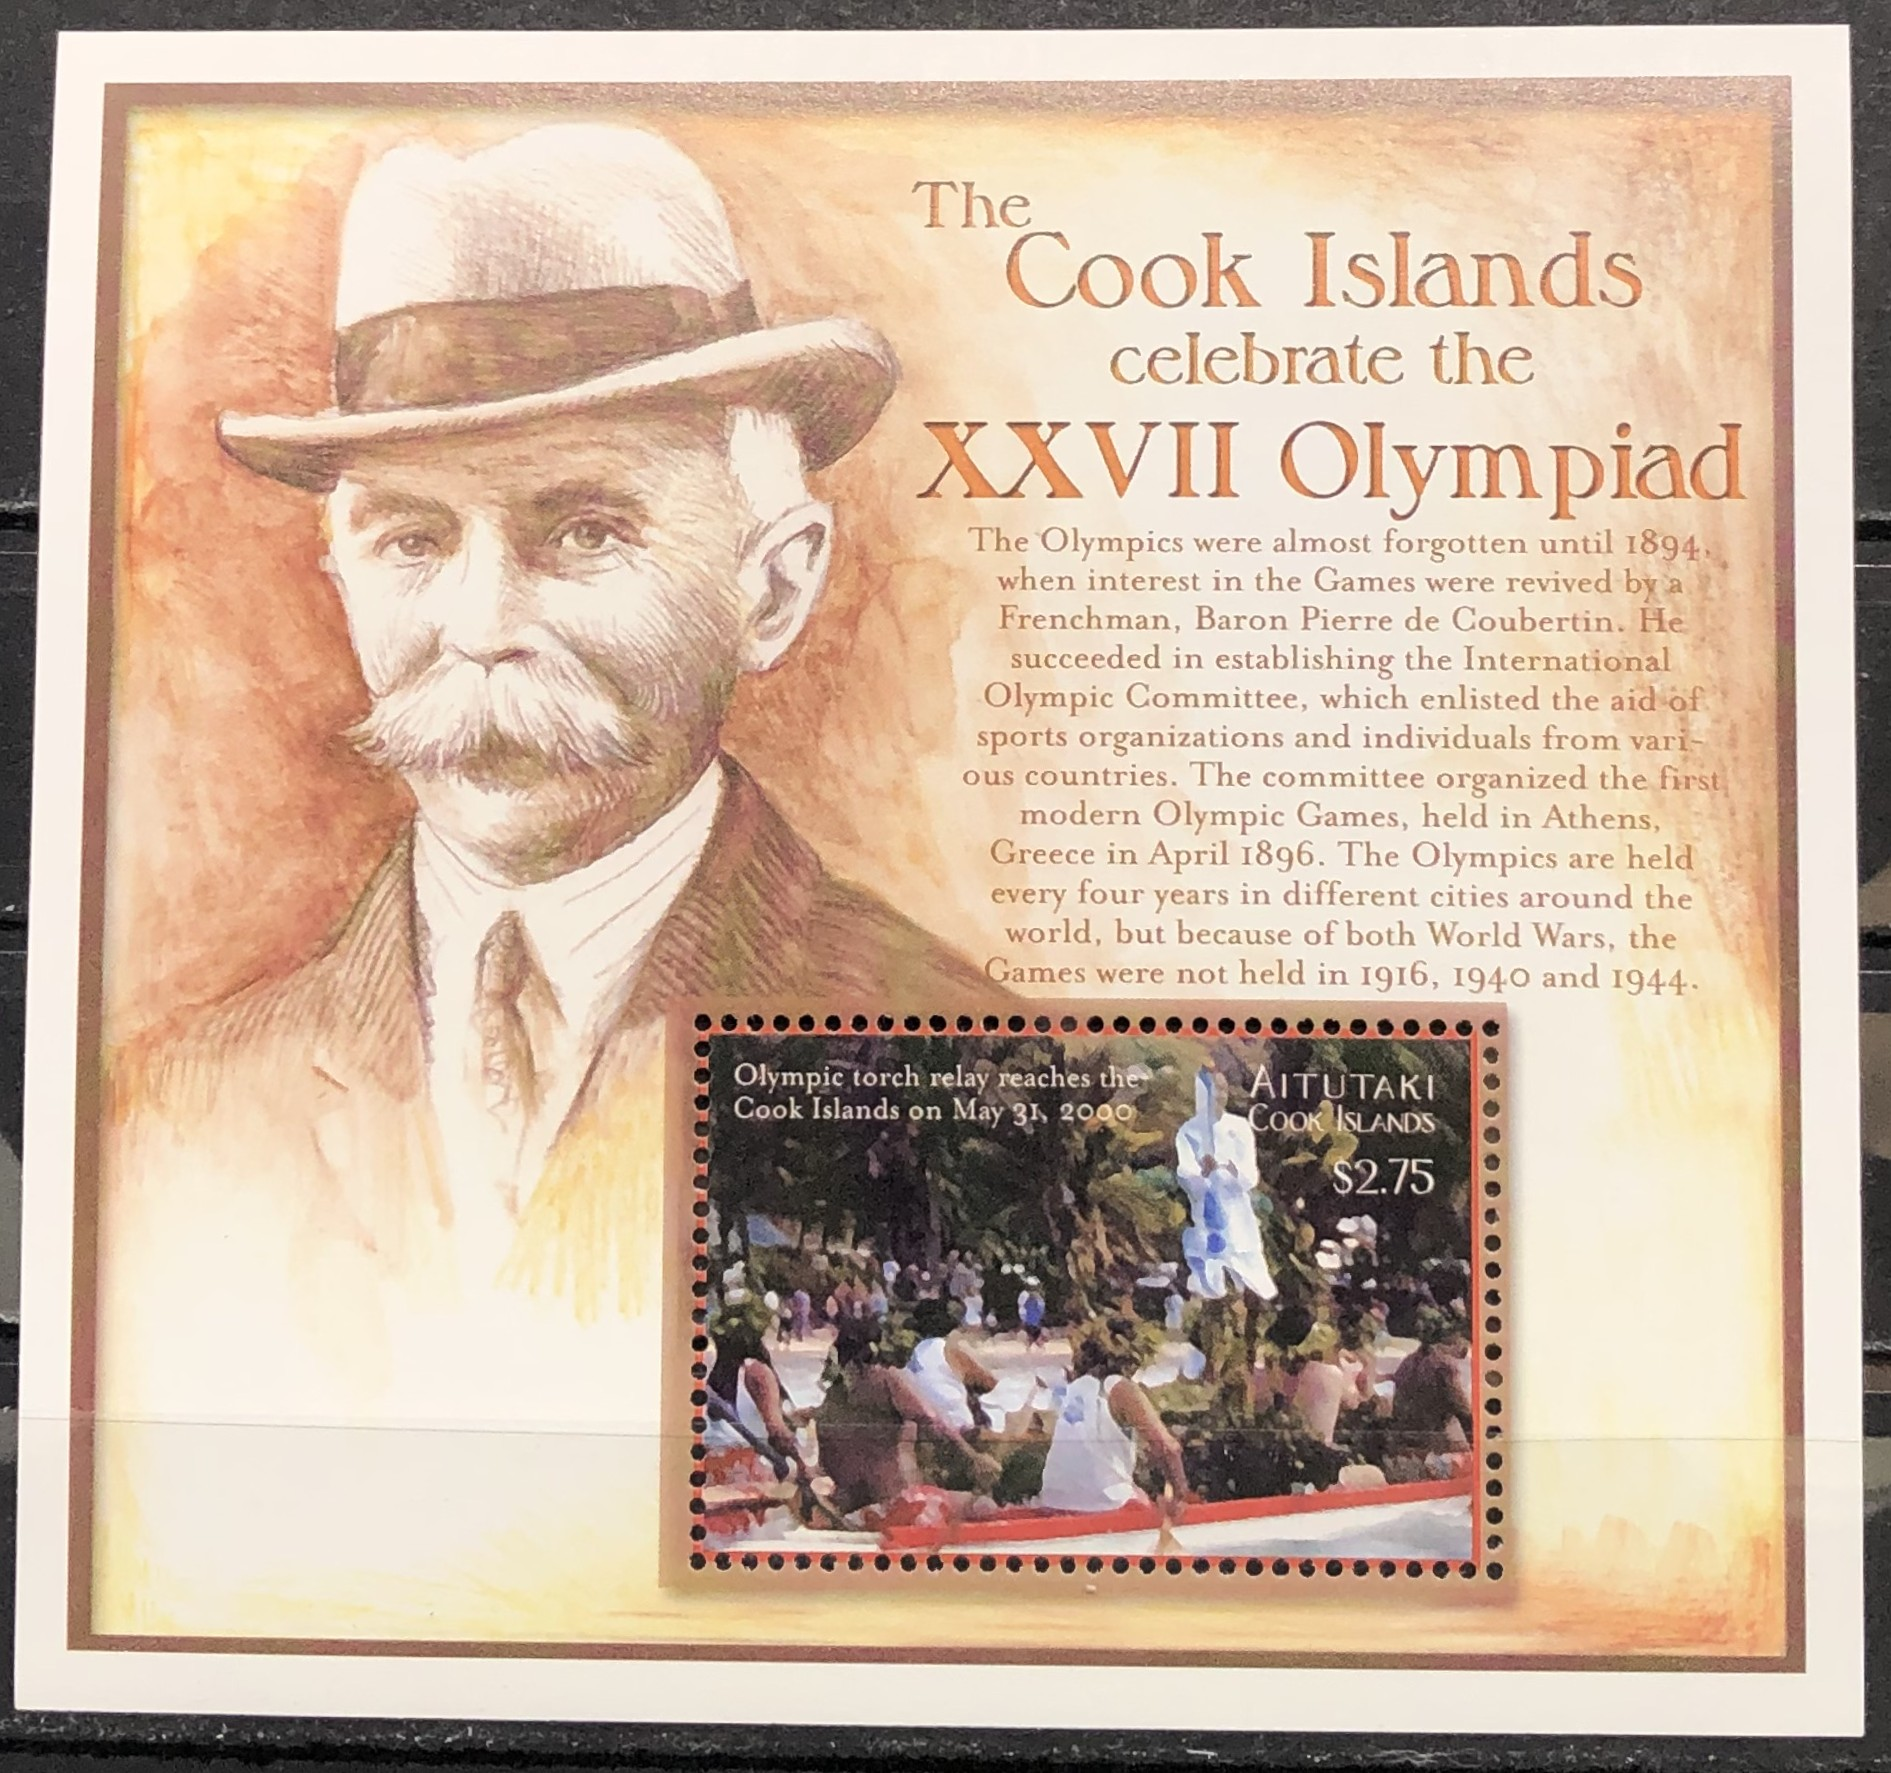 The
Cook Islands
celebrate the
XXVII Olympiad
The Olympics were almost forgotten until 1894,
when interest in the Games were revived by a
Frenchman, Baron Pierre de Coubertin. He
succeeded in establishing the International
Olympic Committee, which enlisted the aid of
sports organizations and individuals from vari-
ous countries. The committee organized the first
modern Olympic Games, held in Athens,
Greece in April 1896. The Olympics are held
every four years in different cities around the
world, but because of both World Wars, the
Games were not held in 1916, 1940 and 1944.
Olympic torch relay reaches the
Cook Islands on May 31, 2000
AITUTAKI
COOK ISLANDS
$2.75